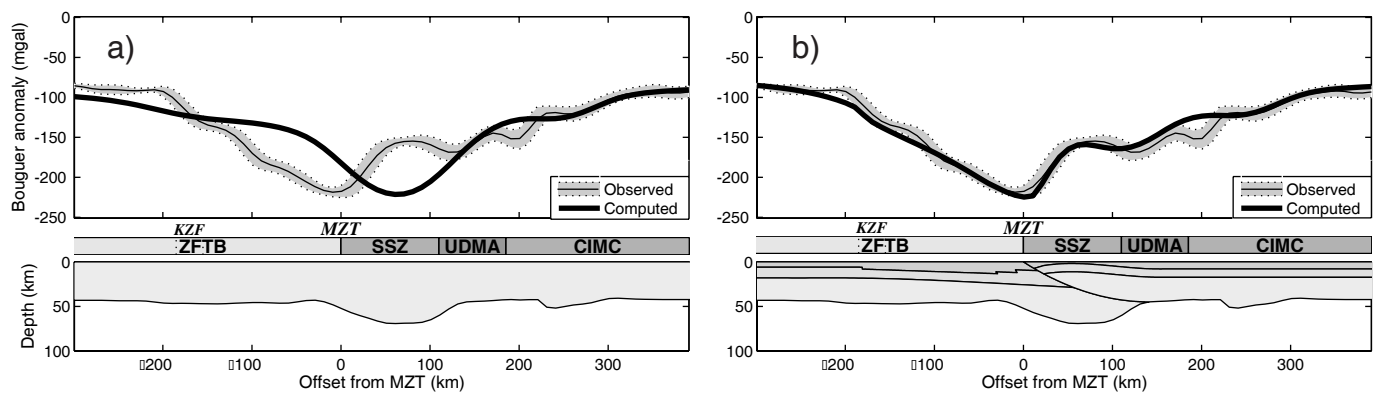 a)
Bouguer anomaly (mgal)
0
-50
-100
-150
-200
-250
Observed
Computed
KZF
MZT
ZFTB
SSZ
UDMA
CIMC
Depth (km)
0
50
100
▯200
▯100
0
100
200
300
Offset from MZT (km)
b)
0
-50
-100
-150
-200
-250
Observed
Computed
KZF
MZT
ZFTB
SSZ
UDMA
CIMC
0
50
100
▯200
▯100
0
100
200
300
Offset from MZT (km)